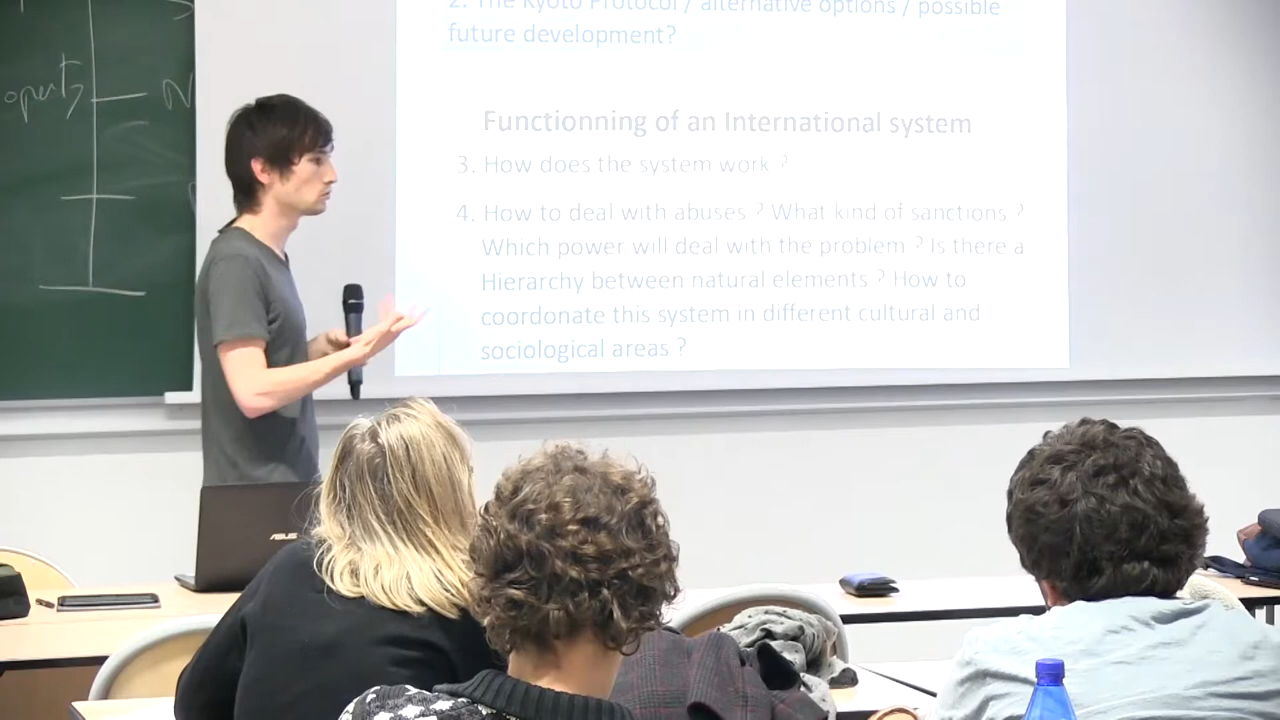 2. The Kyoto Protocol / alternative options / possible
future development?
Functionning of an International system
3. How does the system work ?
4. How to deal with abuses ? What kind of sanctions ?
Which power will deal with the problem ? Is there a
Hierarchy between natural elements ? How to
coordonate this system in different cultural and
sociological areas ?
ASUS